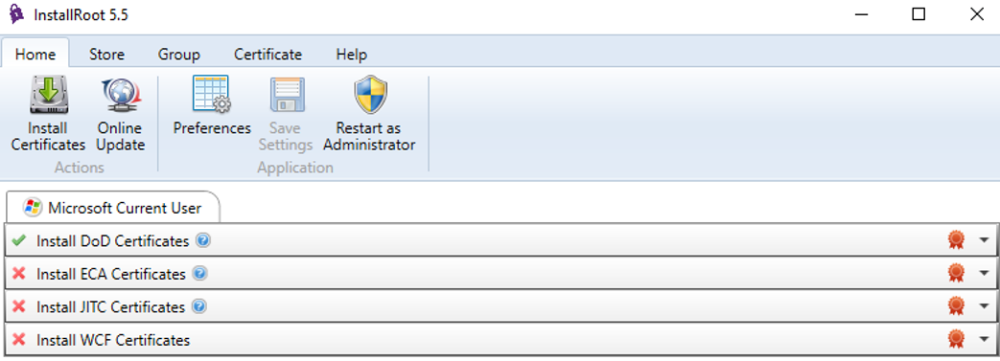 InstallRoot 5.5
Home Store Group Certificate Help
Install Certificates
Online Update
Preferences
Save Settings
Restart as Administrator
Actions
Application
Microsoft Current User
Install DoD Certificates ?
Install ECA Certificates ?
Install JITC Certificates ?
Install WCF Certificates